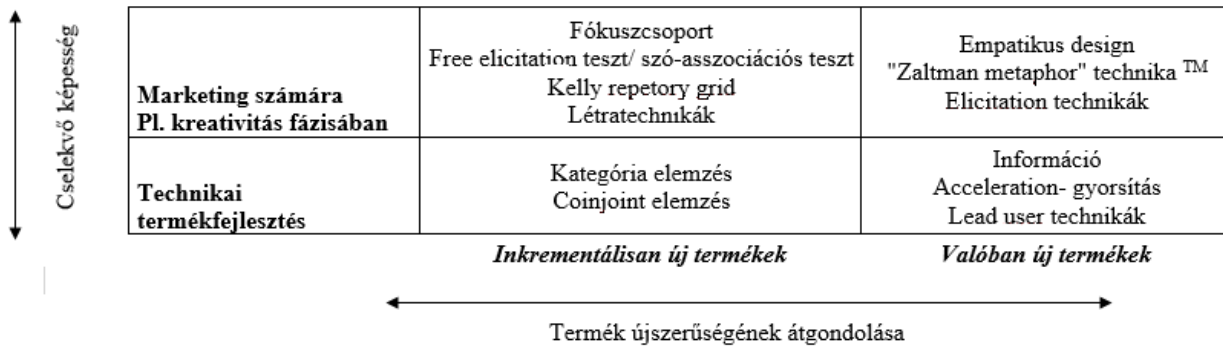 Cselekvő képesség
Marketing számára
Pl. kreativitás fázisában
Fókuszcsoport
Free elicitation teszt/ szó-asszociációs teszt
Kelly repetory grid
Létratechnikák
Empatikus design
"Zaltman metaphor" technika TM
Elicitation technikák
Technikai
termékfejlesztés
Kategória elemzés
Coinjoint elemzés
Információ
Acceleration- gyorsítás
Lead user technikák
Inkrementálisan új termékek
Valóban új termékek
Termék újszerűségének átgondolása